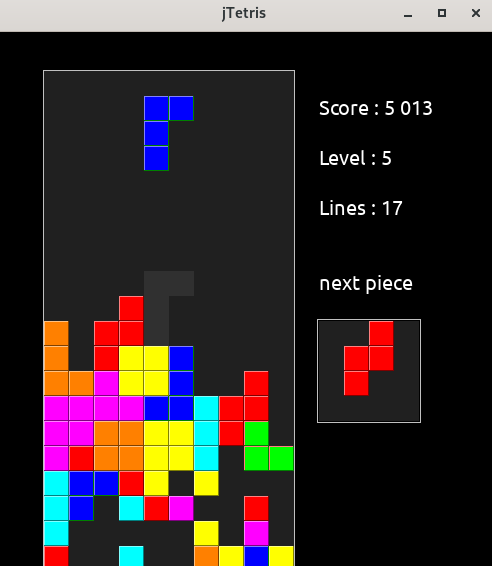 jTetris
Score : 5 013
Level : 5
Lines : 17
next piece